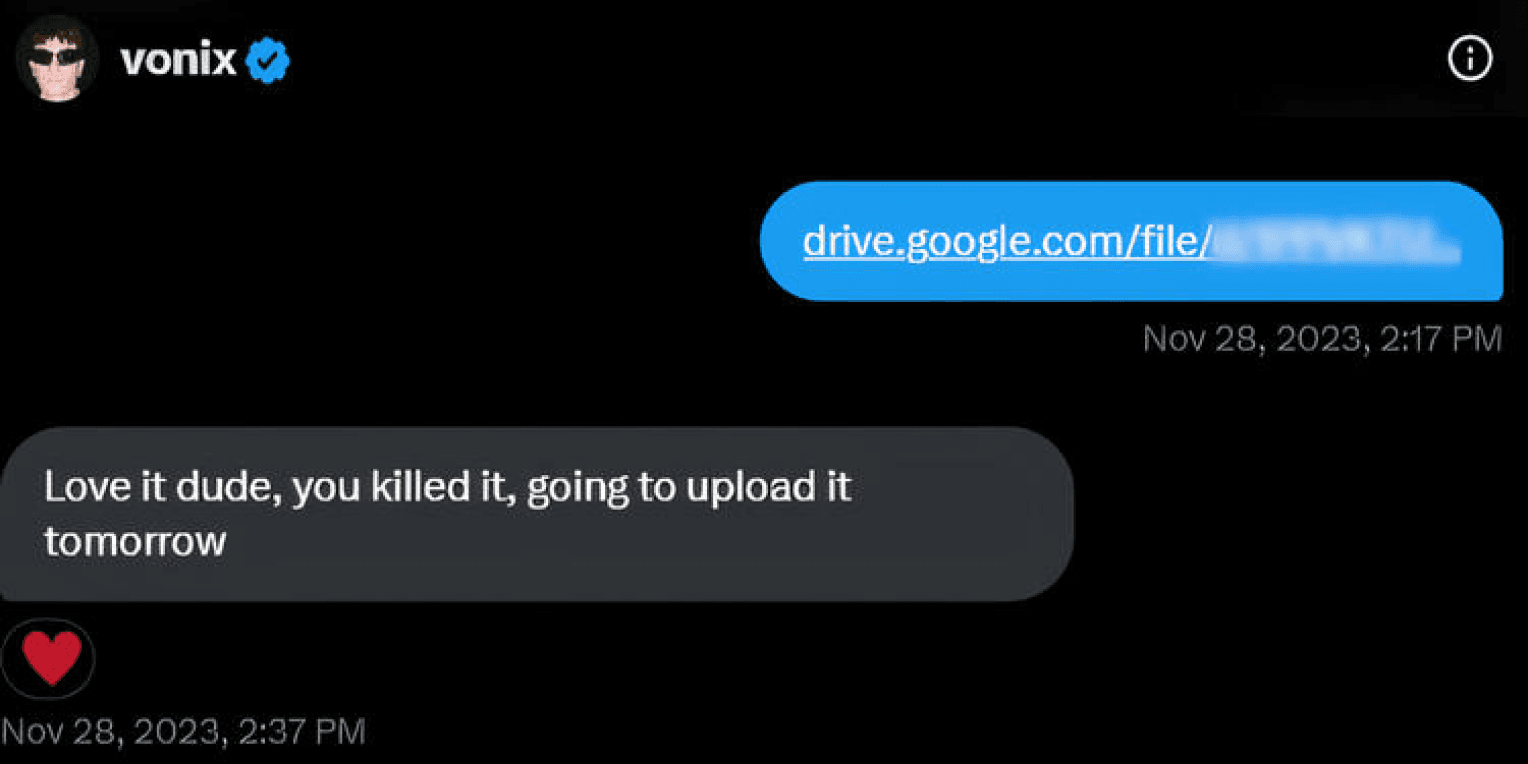 vonix
drive.google.com/file/
Nov 28, 2023, 2:17 PM
Love it dude, you killed it, going to upload it
tomorrow
Nov 28, 2023, 2:37 PM